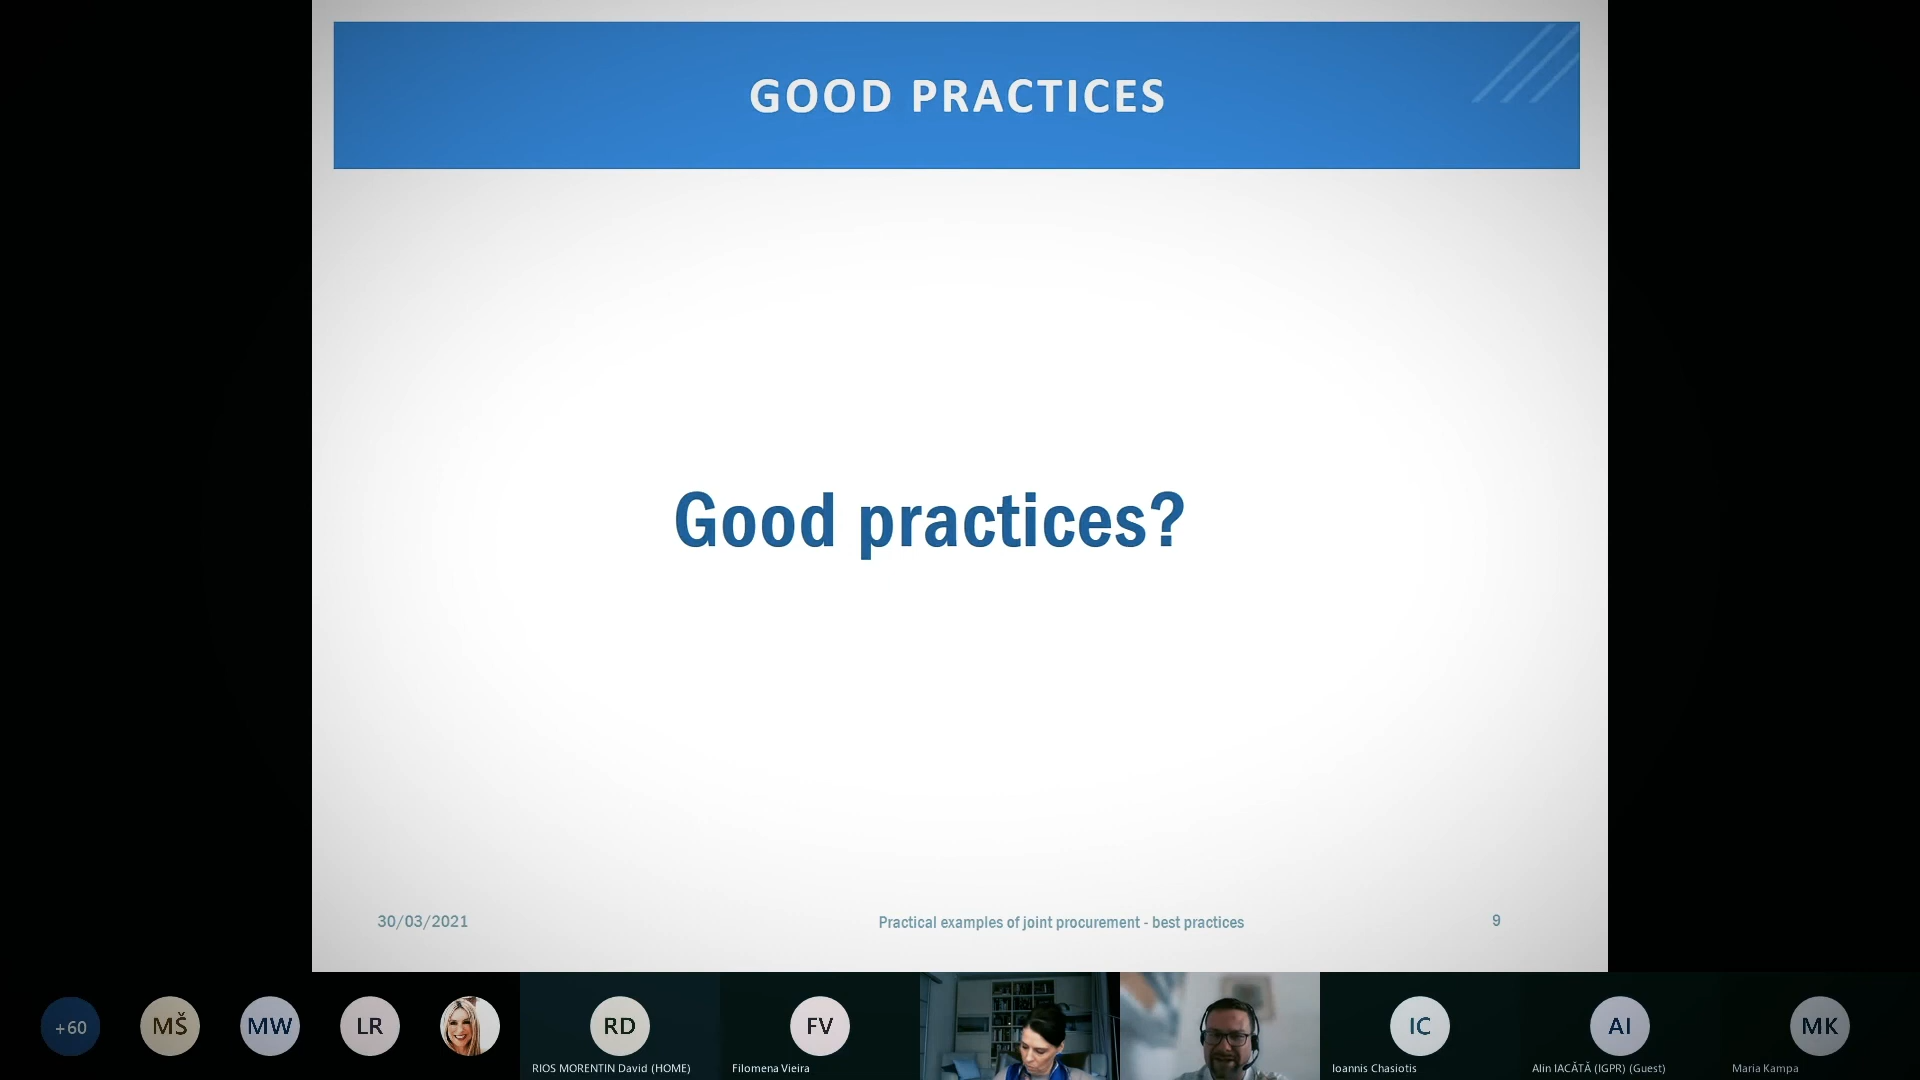 GOOD PRACTICES
Good practices?
30/03/2021
Practical examples of joint procurement - best practices
9
+60
MŠ
MW
LR
RD
RIOS MORENTIN David (HOME)
FV
Filomena Vieira
IC
Ioannis Chasiotis
AI
Alin IACĂTĂ (IGPR) (Guest)
MK
Maria Kampa